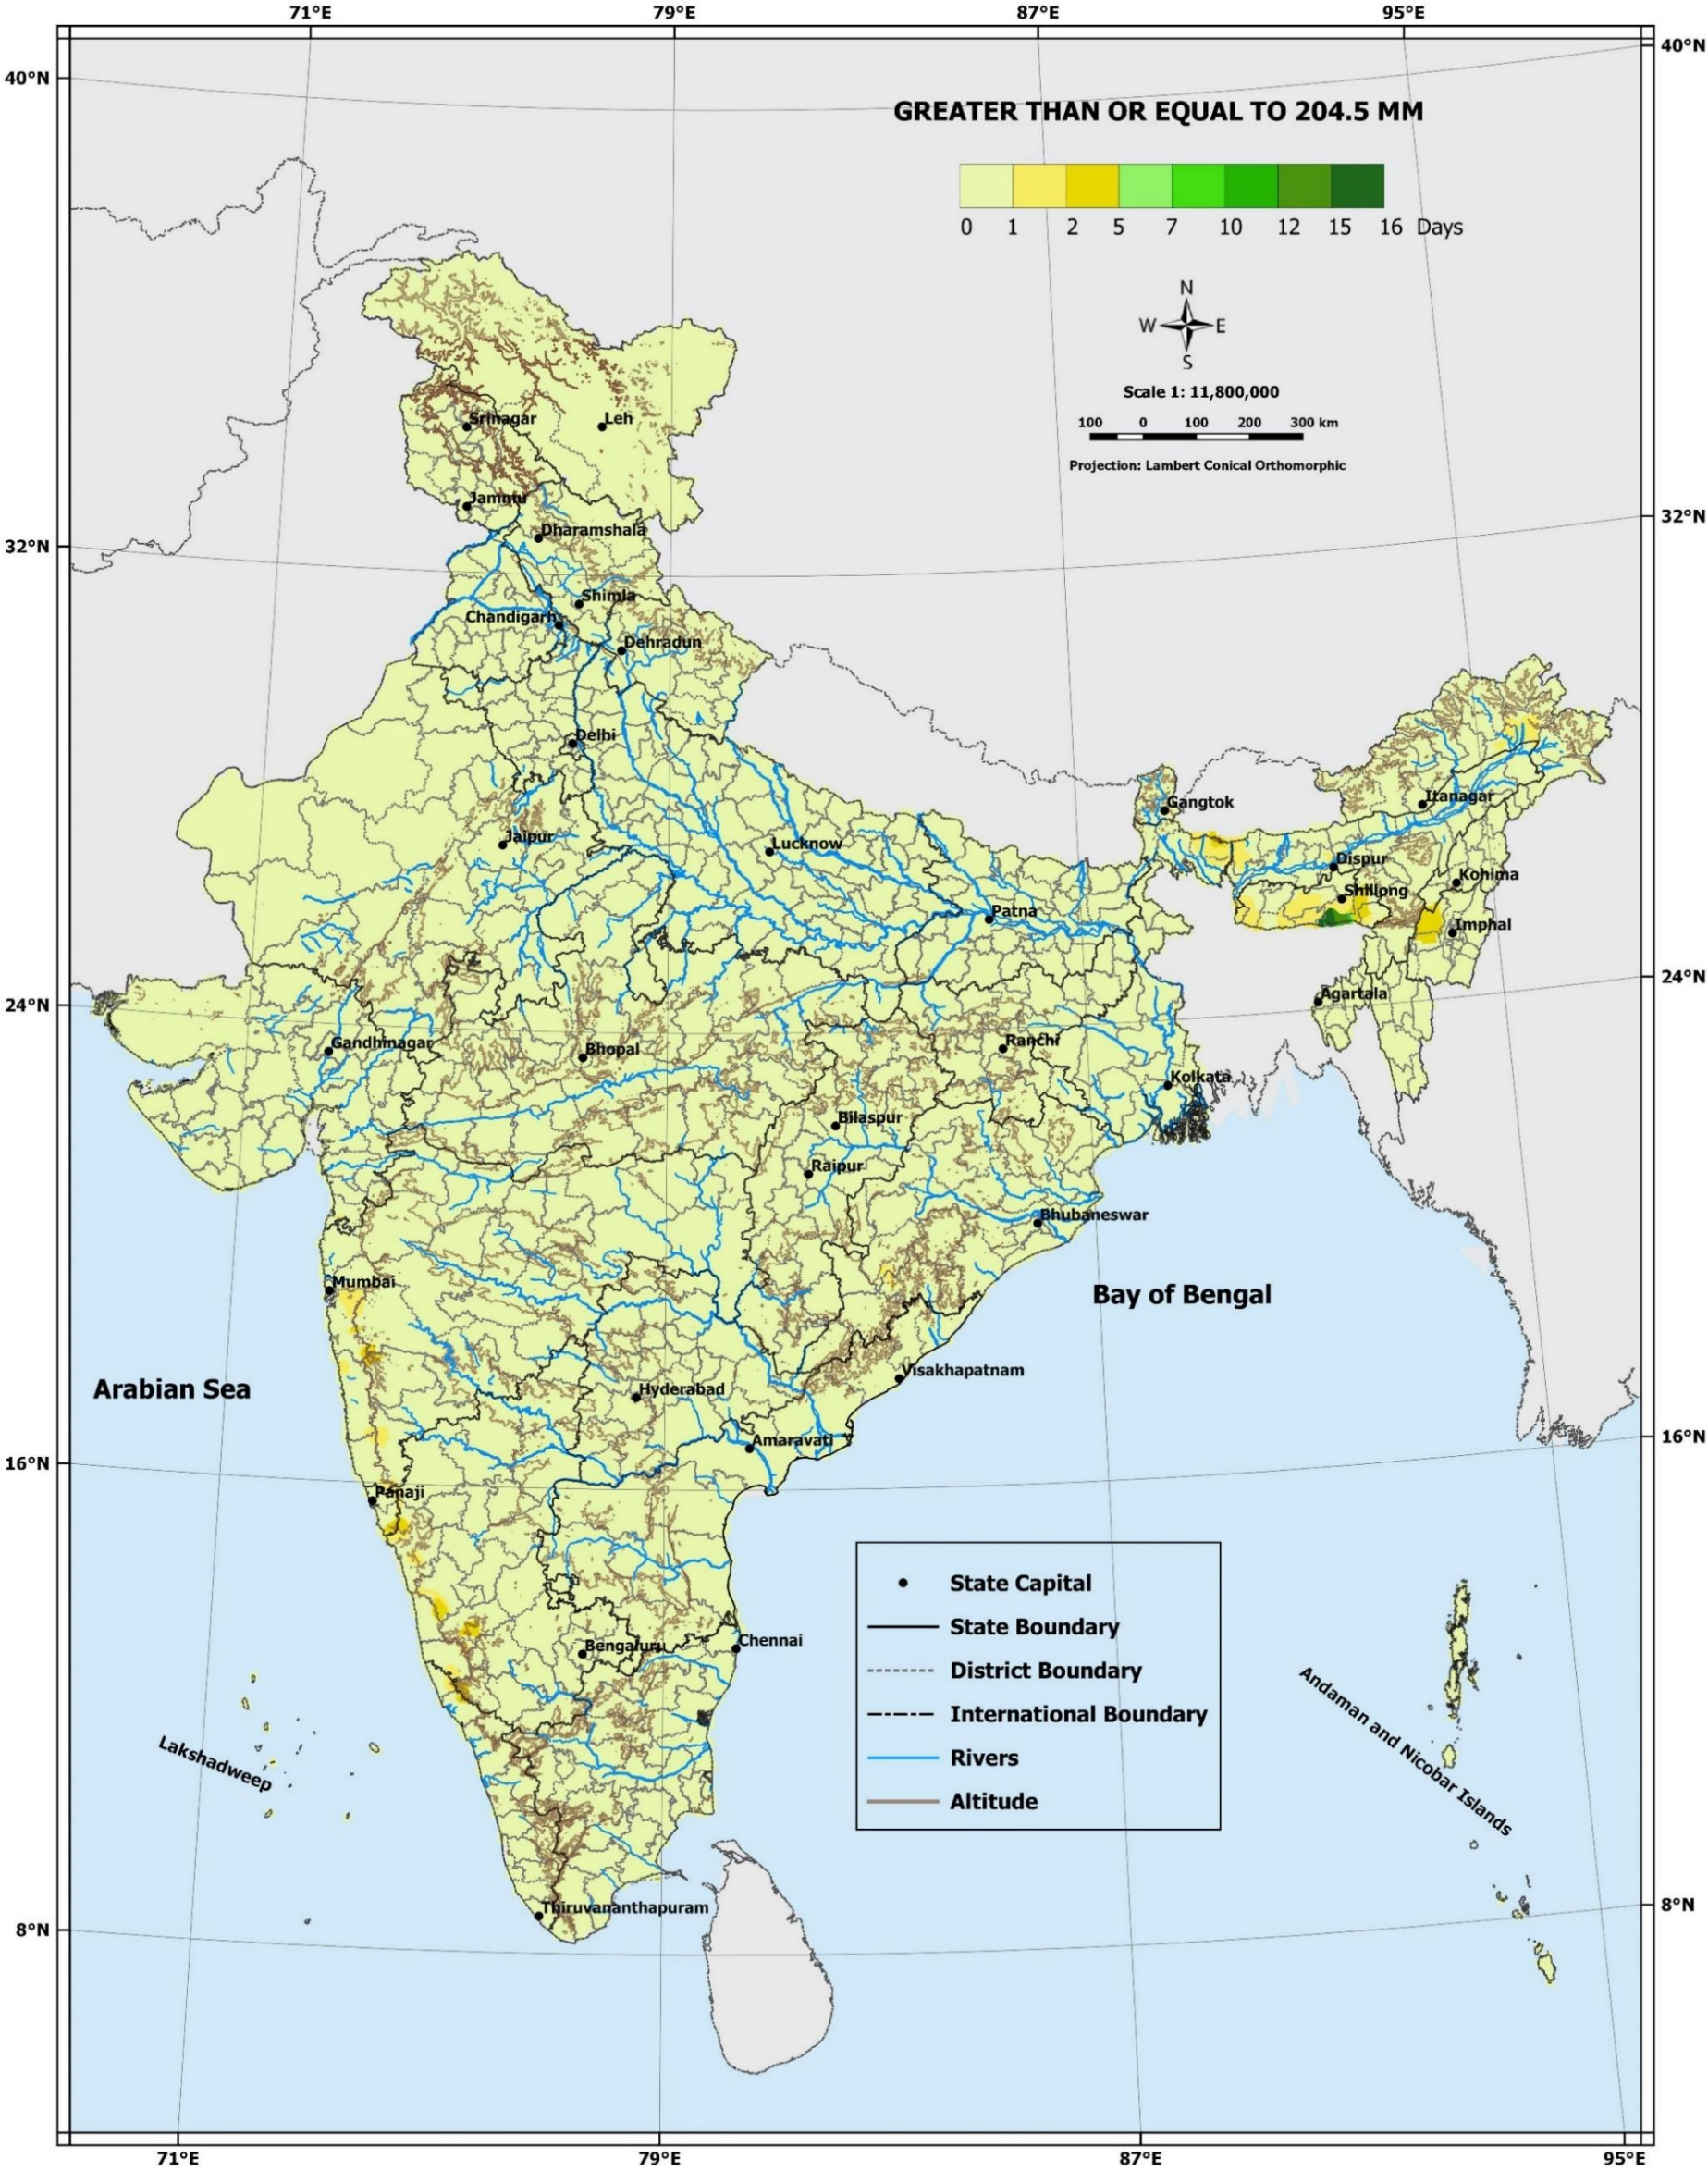 71°E 79°E 87°E 95°E
40°N 40°N
GREATER THAN OR EQUAL TO 204.5 MM
0 1 2 5 7 10 12 15 16 Days
N
W E
S
Scale 1: 11,800,000
100 0 100 200 300 km
Projection: Lambert Conical Orthomorphic
Srinagar
Leh
Jammu
32°N 32°N
Dharamshala
Shimla
Chandigarh
Dehradun
Delhi
Gangtok
Itanagar
Jaipur
Lucknow
Dispur
Kohima
Shillong
Patna
Imphal
24°N 24°N
Agartala
Gandhinagar
Bhopal
Ranchi
Kolkata
Bilaspur
Raipur
Bhubaneswar
Mumbai
Bay of Bengal
Visakhapatnam
Arabian Sea
Hyderabad
Amaravati
16°N 16°N
Panaji
State Capital
State Boundary
Bengaluru
Chennai
District Boundary
International Boundary
Rivers
Altitude
Lakshadweep
Andaman and Nicobar Islands
Thiruvananthapuram
8°N 8°N
71°E 79°E 87°E 95°E